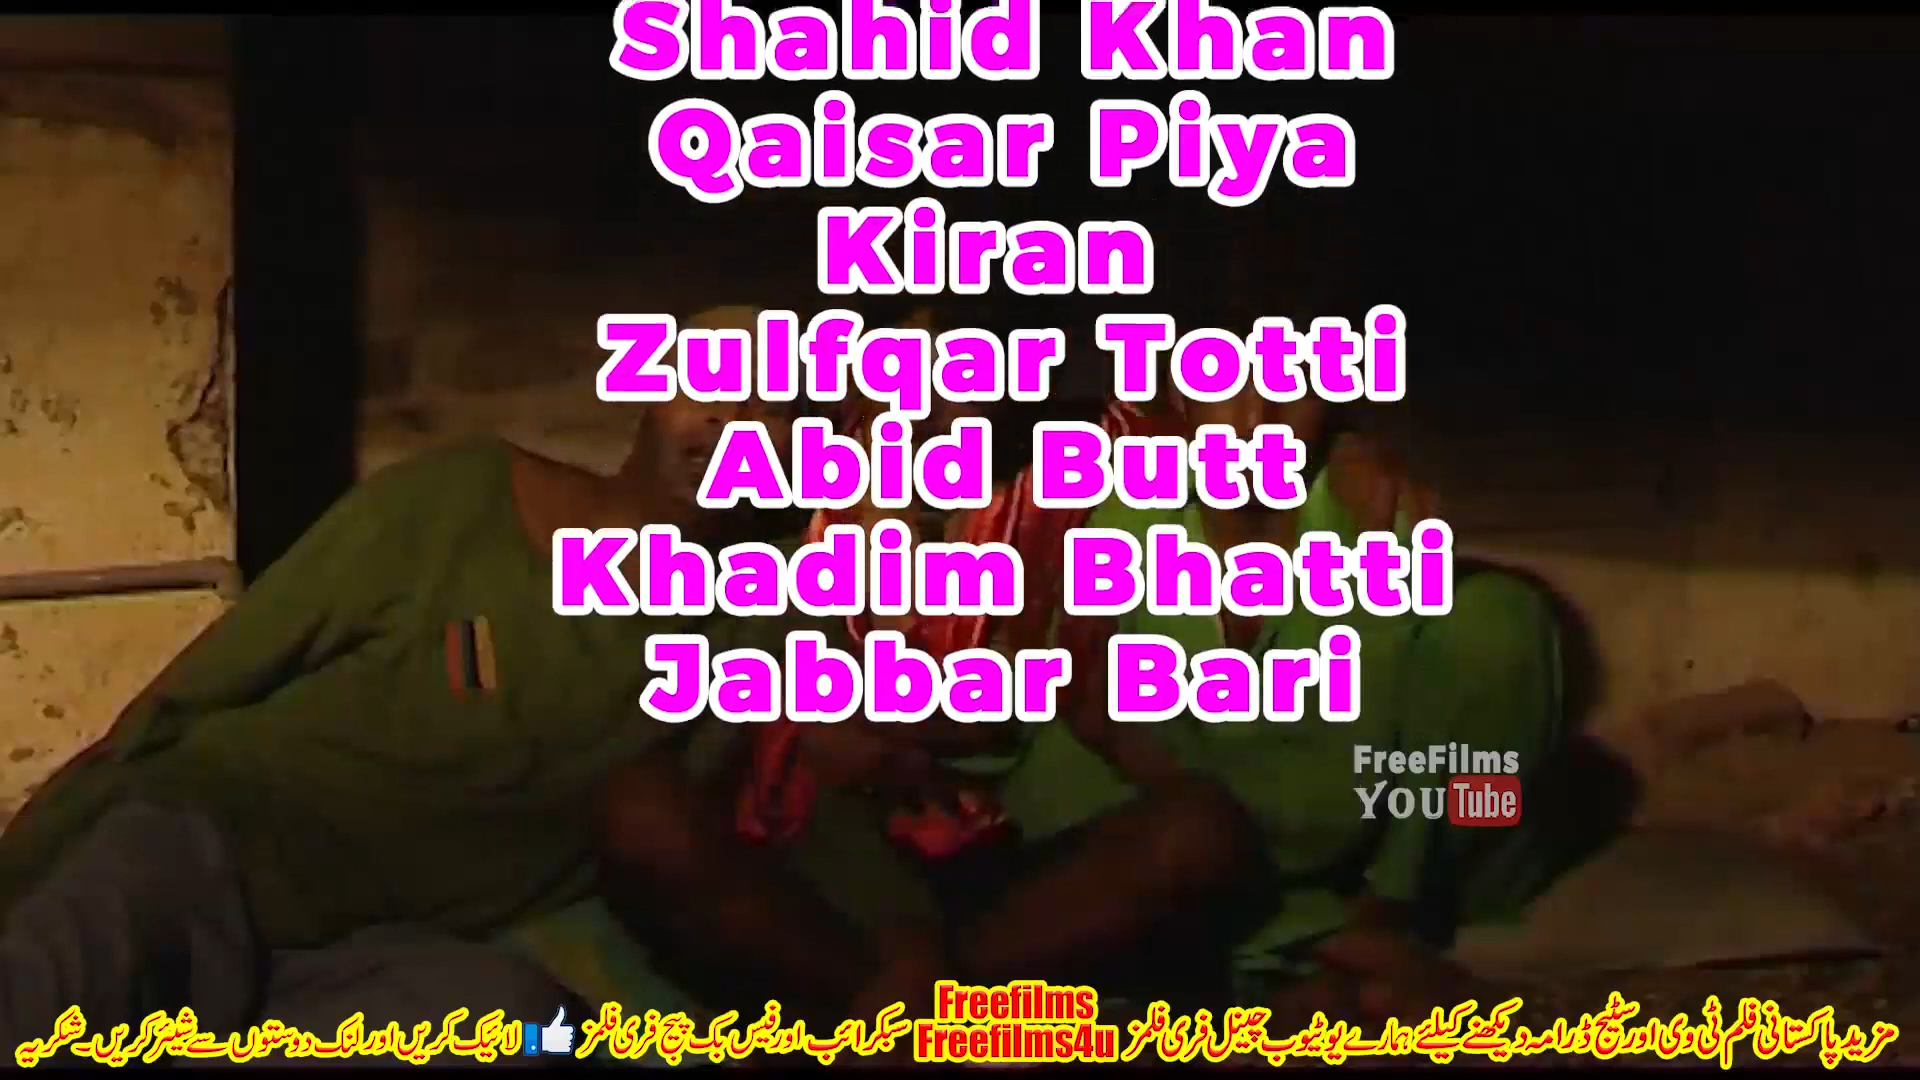 Shahid Khan
Qaisar Piya
Kiran
Zulfqar Totti
Abid Butt
Khadim Bhatti
Jabbar Bari
FreeFilms
YOUTube
Freefilms
مزید پاکستانی فلم ٹی وی اور سٹیج ڈرامہ دیکھنے کیلئے ہمارے یوٹیوب چینل فری فلمز Freefilms4u سبکرائب اور فیس بک پیج فری فلمز لائیک کریں اور لنک دوستوں سے شیئر کریں۔ شکریہ